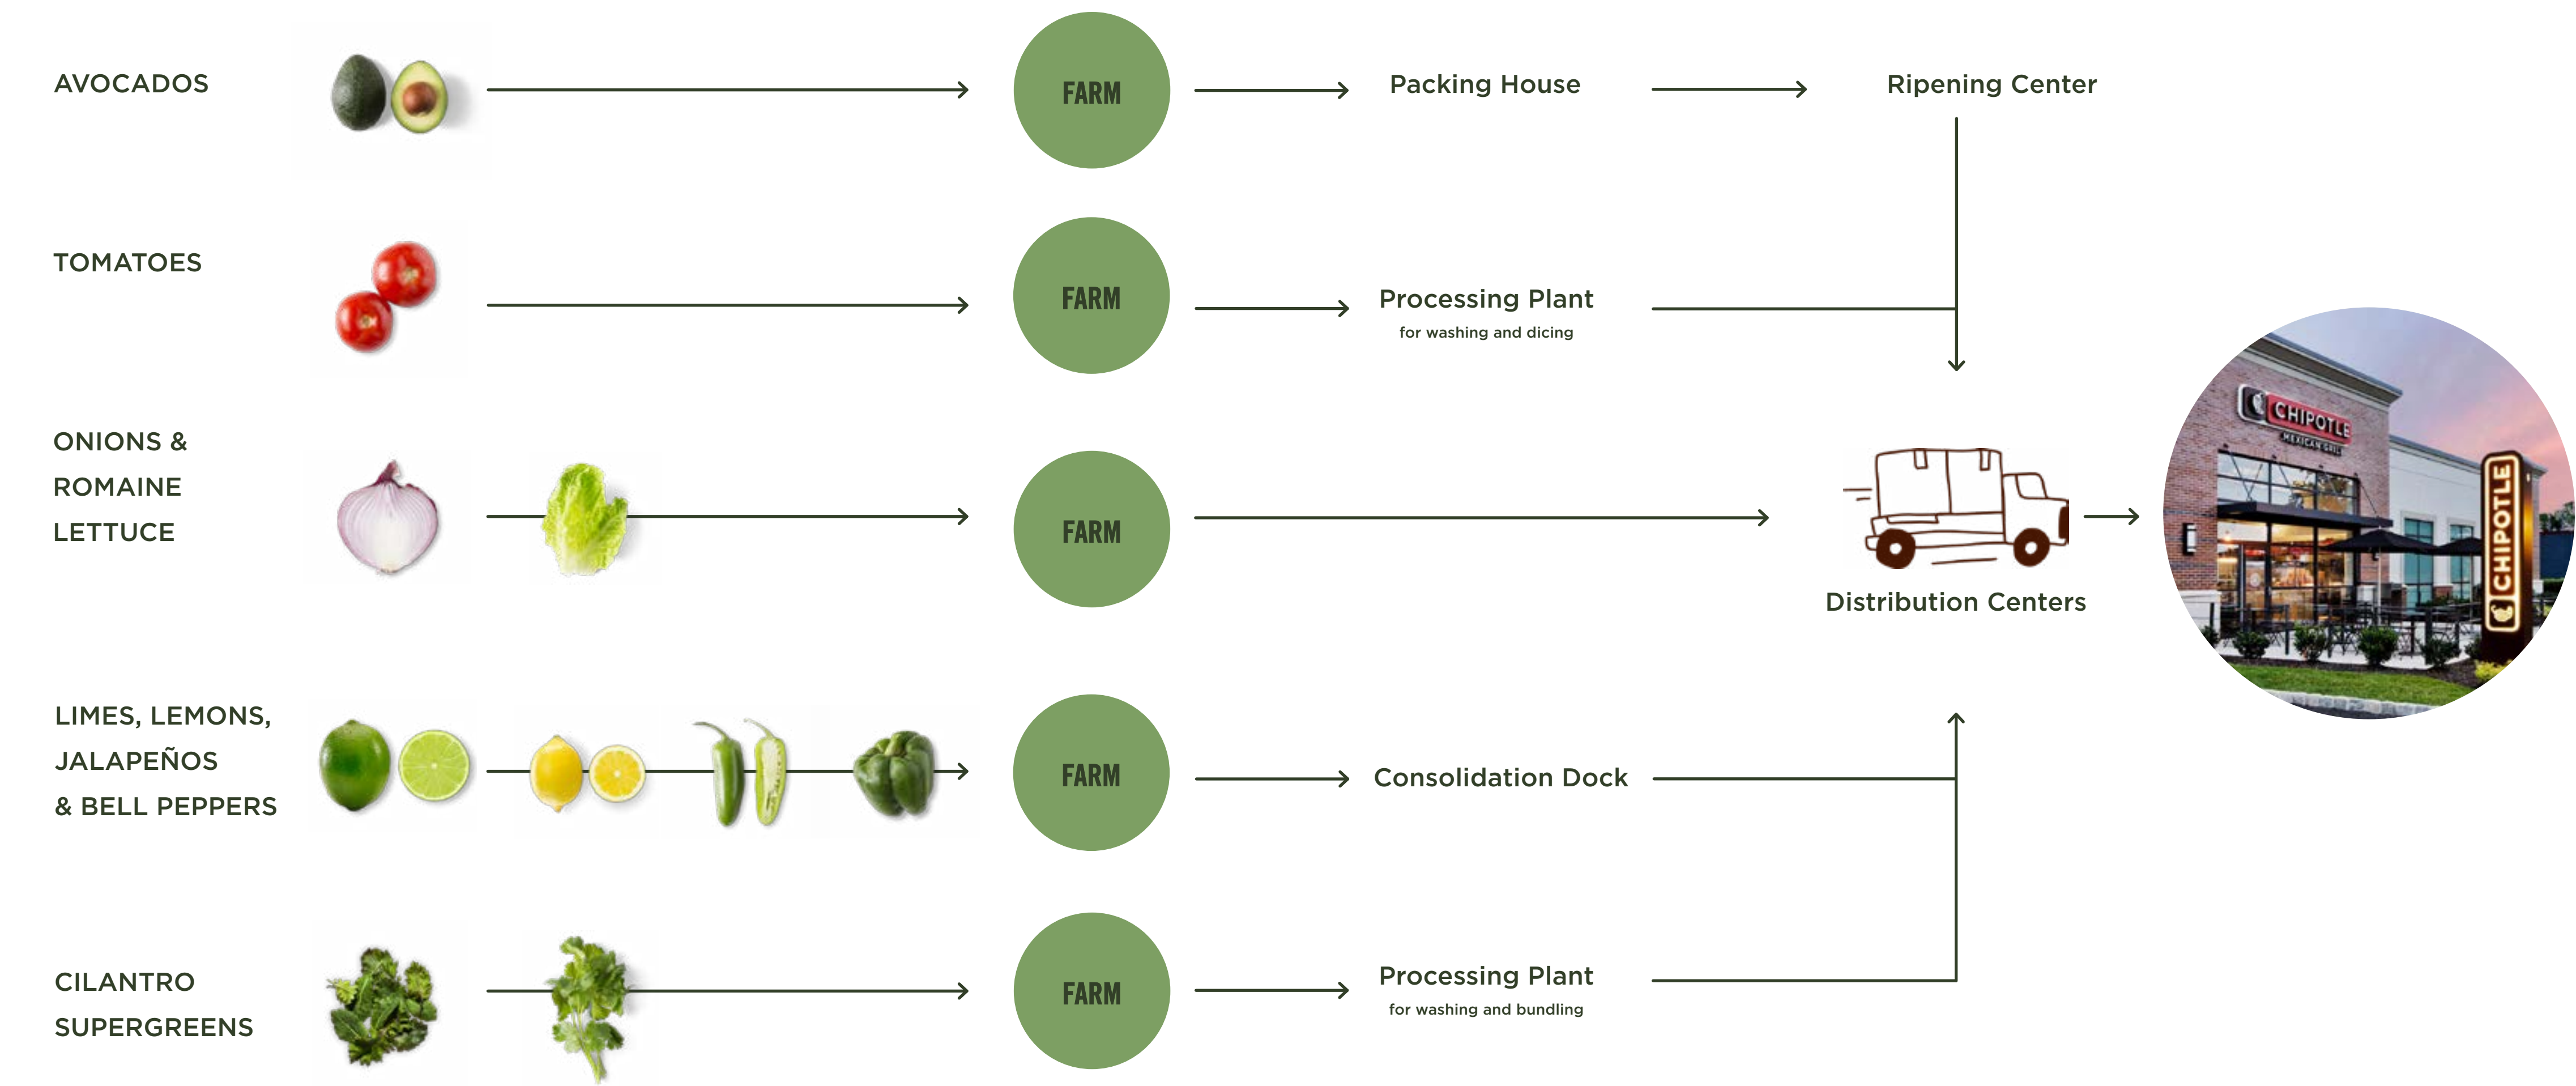 AVOCADOS
FARM
Packing House
Ripening Center
TOMATOES
FARM
Processing Plant
for washing and dicing
ONIONS &
ROMAINE
LETTUCE
FARM
Distribution Centers
CHIPOTLE
MEXICAN GRILL
CHIPOTLE
LIMES, LEMONS,
JALAPEÑOS
& BELL PEPPERS
FARM
Consolidation Dock
CILANTRO
SUPERGREENS
FARM
Processing Plant
for washing and bundling